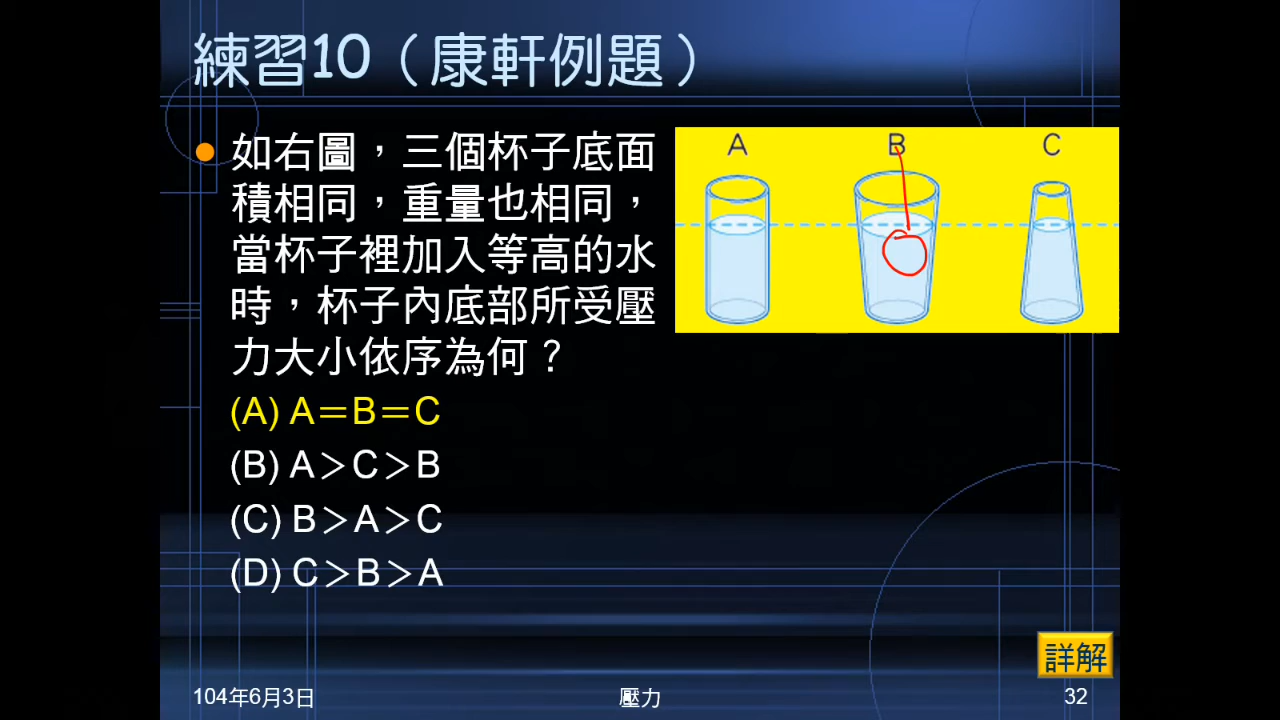 練習10（康軒例題）
如右圖，三個杯子底面
積相同，重量也相同，
當杯子裡加入等高的水
時，杯子內底部所受壓
力大小依序為何？
(A) A＝B＝C
(B) A＞C＞B
(C) B＞A＞C
(D) C＞B＞A
A B C
詳解
104年6月3日 壓力 32